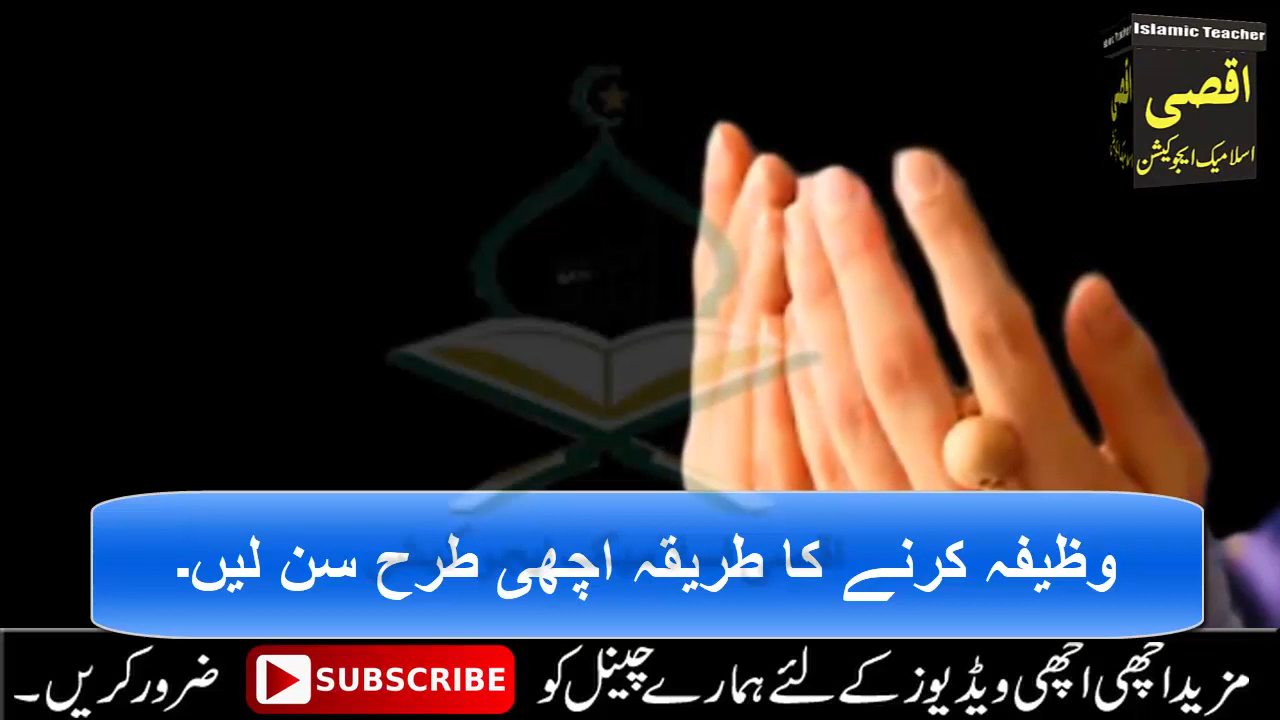 Islamic Teacher
اقصی
اسلامیک ایجوکیشن
وظیفہ کرنے کا طریقہ اچھی طرح سن لیں۔
مزید اچھی اچھی ویڈیوز کے لئے ہمارے چینل کو SUBSCRIBE ضرور کریں۔